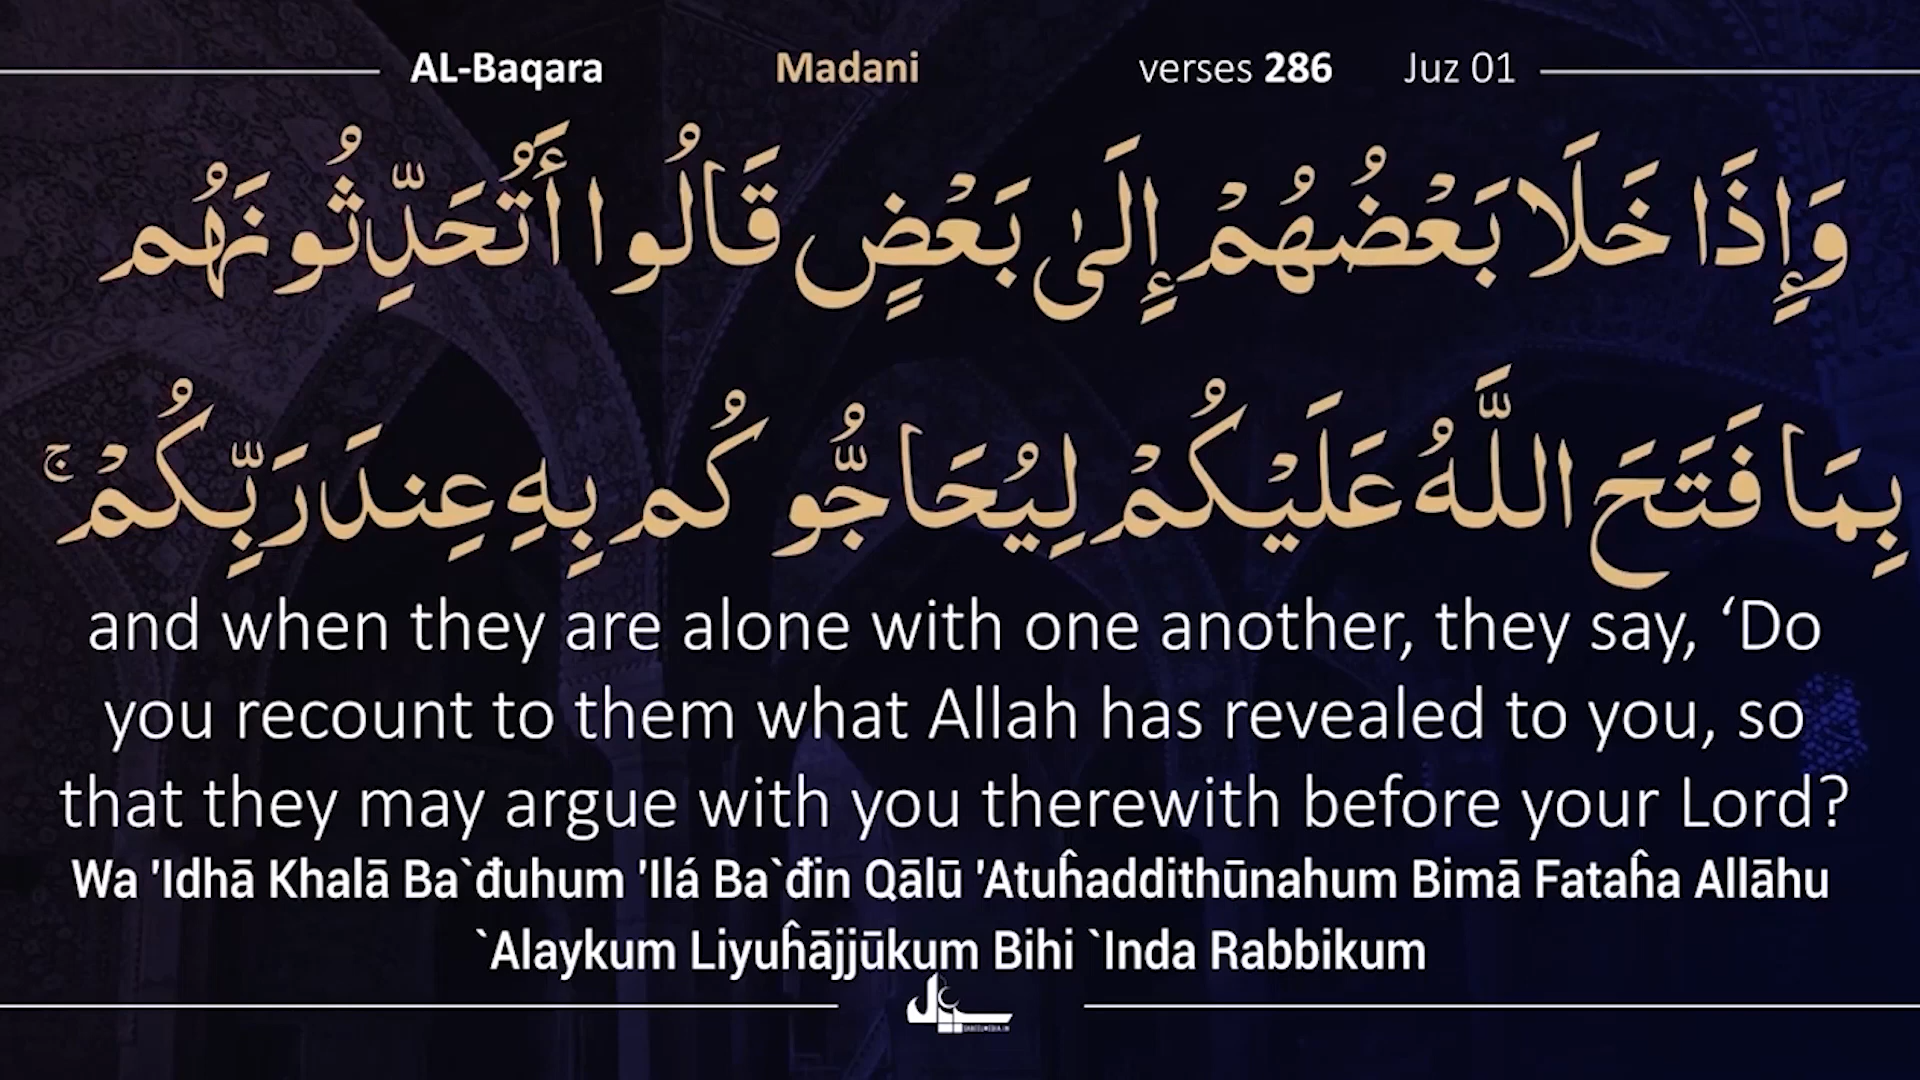 AL-Baqara Madani verses 286 Juz 01
وَإِذَا خَلَا بَعْضُهُمْ إِلَىٰ بَعْضٍ قَالُوا أَتُحَدِّثُونَهُم
بِمَا فَتَحَ اللَّهُ عَلَيْكُمْ لِيُحَاجُّوكُم بِهِ عِندَ رَبِّكُمْ ۚ
and when they are alone with one another, they say, ‘Do
you recount to them what Allah has revealed to you, so
that they may argue with you therewith before your Lord?
Wa 'Idhā Khalā Ba`đuhum 'Ilá Ba`đin Qālū 'Atuĥaddithūnahum Bimā Fataĥa Allāhu
`Alaykum Liyuĥājjūkum Bihi `Inda Rabbikum